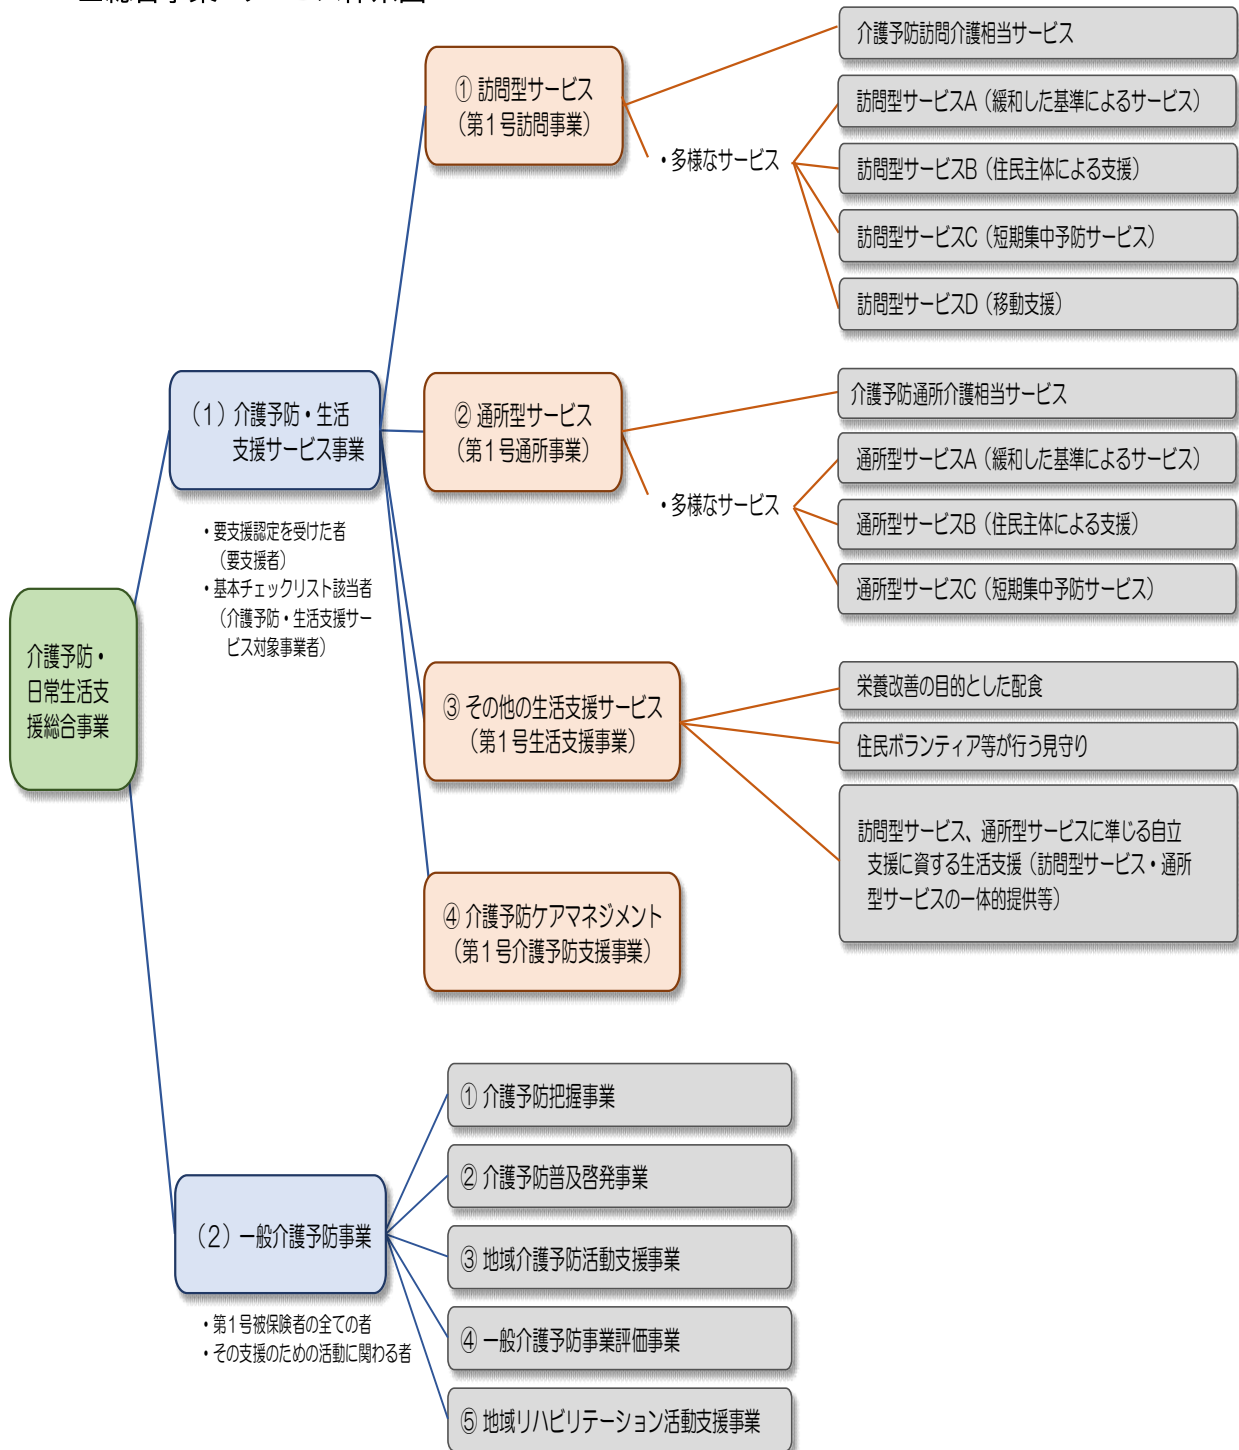 介護予防・
日常生活支
援総合事業
（1）介護予防・生活
支援サービス事業
・要支援認定を受けた者
（要支援者）
・基本チェックリスト該当者
（介護予防・生活支援サー
ビス対象事業者）
① 訪問型サービス
（第1号訪問事業）
介護予防訪問介護相当サービス
・多様なサービス
訪問型サービスA（緩和した基準によるサービス）
訪問型サービスB（住民主体による支援）
訪問型サービスC（短期集中予防サービス）
訪問型サービスD（移動支援）
② 通所型サービス
（第1号通所事業）
介護予防通所介護相当サービス
・多様なサービス
通所型サービスA（緩和した基準によるサービス）
通所型サービスB（住民主体による支援）
通所型サービスC（短期集中予防サービス）
③ その他の生活支援サービス
（第1号生活支援事業）
栄養改善の目的とした配食
住民ボランティア等が行う見守り
訪問型サービス、通所型サービスに準じる自立
支援に資する生活支援（訪問型サービス・通所
型サービスの一体的提供等）
④ 介護予防ケアマネジメント
（第1号介護予防支援事業）
（2）一般介護予防事業
・第1号被保険者の全ての者
・その支援のための活動に関わる者
① 介護予防把握事業
② 介護予防普及啓発事業
③ 地域介護予防活動支援事業
④ 一般介護予防事業評価事業
⑤ 地域リハビリテーション活動支援事業